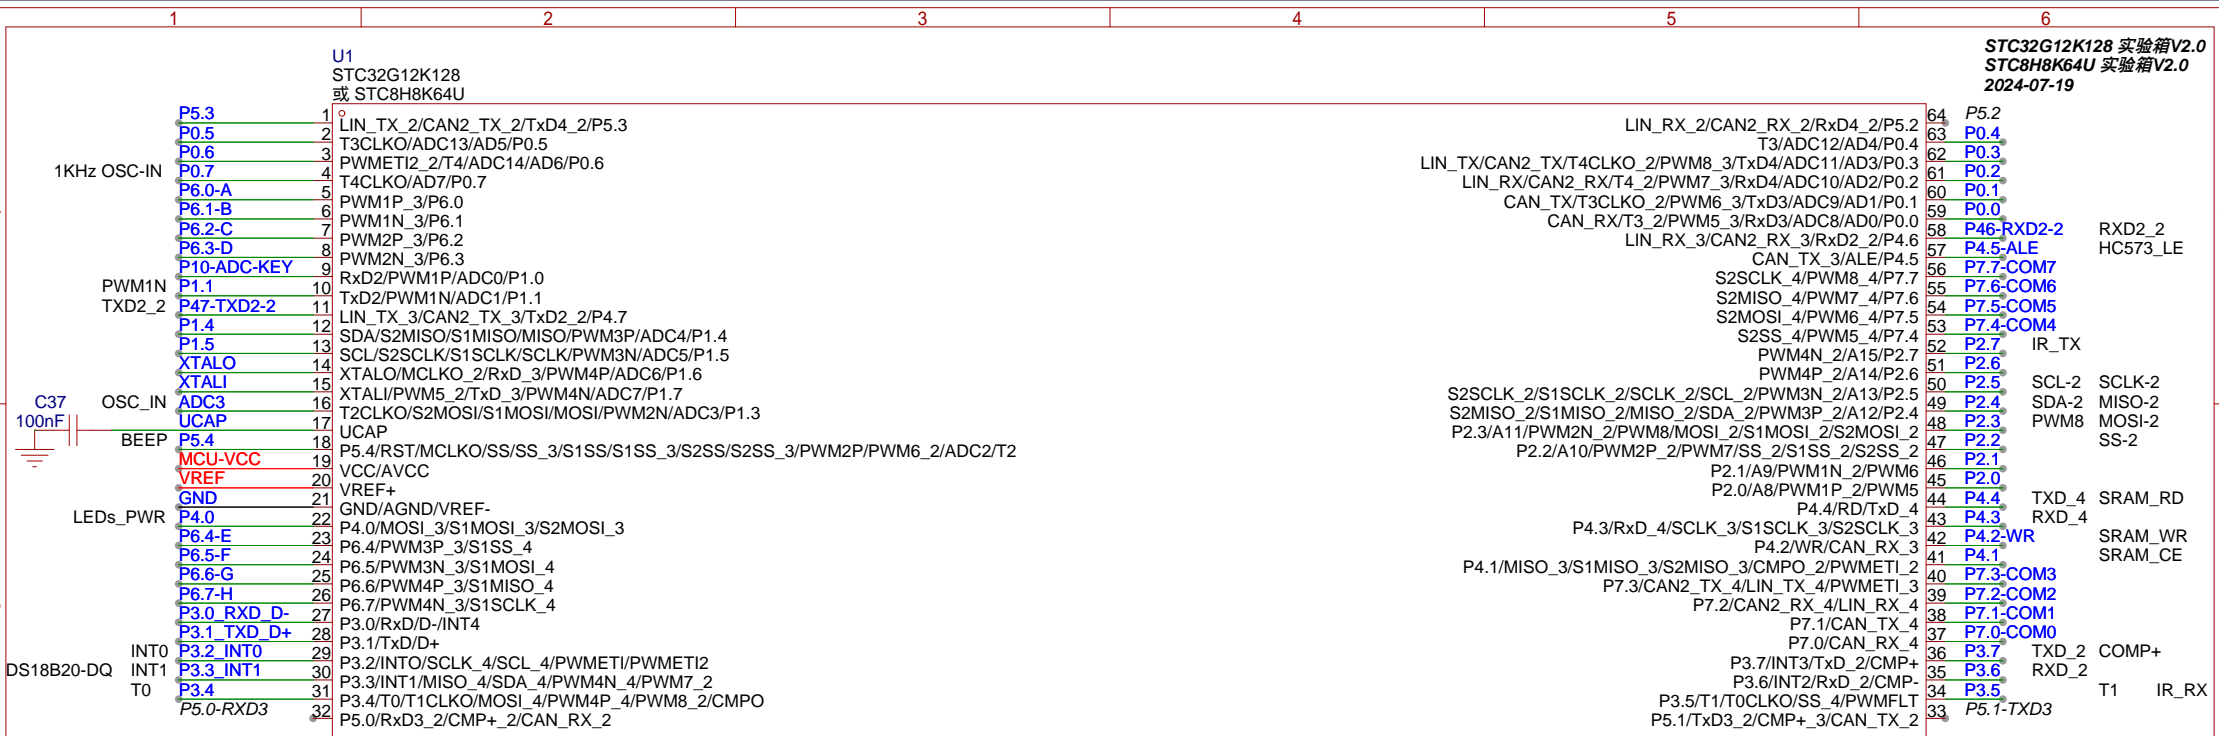 1 2 3 4 5 6
STC32G12K128 实验箱V2.0
STC8H8K64U 实验箱V2.0
2024-07-19
U1
STC32G12K128
或 STC8H8K64U
P5.3 1 LIN_TX_2/CAN2_TX_2/TxD4_2/P5.3
P0.5 2 T3CLKO/ADC13/AD5/P0.5
P0.6 3 PWMETI2_2/T4/ADC14/AD6/P0.6
1KHz OSC-IN P0.7 4 T4CLKO/AD7/P0.7
P6.0-A 5 PWM1P_3/P6.0
P6.1-B 6 PWM1N_3/P6.1
P6.2-C 7 PWM2P_3/P6.2
P6.3-D 8 PWM2N_3/P6.3
P10-ADC-KEY 9 RxD2/PWM1P/ADC0/P1.0
PWM1N P1.1 10 TxD2/PWM1N/ADC1/P1.1
TXD2_2 P47-TXD2-2 11 LIN_TX_3/CAN2_TX_3/TxD2_2/P4.7
P1.4 12 SDA/S2MISO/S1MISO/MISO/PWM3P/ADC4/P1.4
P1.5 13 SCL/S2SCLK/S1SCLK/SCLK/PWM3N/ADC5/P1.5
XTALO 14 XTALO/MCLKO_2/RxD_3/PWM4P/ADC6/P1.6
XTALI 15 XTALI/PWM5_2/TxD_3/PWM4N/ADC7/P1.7
OSC_IN ADC3 16 T2CLKO/S2MOSI/S1MOSI/MOSI/PWM2N/ADC3/P1.3
C37
100nF
UCAP 17 UCAP
BEEP P5.4 18 P5.4/RST/MCLKO/SS/SS_3/S1SS/S1SS_3/S2SS/S2SS_3/PWM2P/PWM6_2/ADC2/T2
MCU-VCC 19 VCC/AVCC
VREF 20 VREF+
GND 21 GND/AGND/VREF-
LEDs_PWR P4.0 22 P4.0/MOSI_3/S1MOSI_3/S2MOSI_3
P6.4-E 23 P6.4/PWM3P_3/S1SS_4
P6.5-F 24 P6.5/PWM3N_3/S1MOSI_4
P6.6-G 25 P6.6/PWM4P_3/S1MISO_4
P6.7-H 26 P6.7/PWM4N_3/S1SCLK_4
P3.0_RXD_D- 27 P3.0/RxD/D-/INT4
P3.1_TXD_D+ 28 P3.1/TxD/D+
INT0 P3.2_INT0 29 P3.2/INTO/SCLK_4/SCL_4/PWMETI/PWMETI2
DS18B20-DQ INT1 P3.3_INT1 30 P3.3/INT1/MISO_4/SDA_4/PWM4N_4/PWM7_2
T0 P3.4 31 P3.4/T0/T1CLKO/MOSI_4/PWM4P_4/PWM8_2/CMPO
P5.0-RXD3 32 P5.0/RxD3_2/CMP+_2/CAN_RX_2
LIN_RX_2/CAN2_RX_2/RxD4_2/P5.2 64 P5.2
T3/ADC12/AD4/P0.4 63 P0.4
LIN_TX/CAN2_TX/T4CLKO_2/PWM8_3/TxD4/ADC11/AD3/P0.3 62 P0.3
LIN_RX/CAN2_RX/T4_2/PWM7_3/RxD4/ADC10/AD2/P0.2 61 P0.2
CAN_TX/T3CLKO_2/PWM6_3/TxD3/ADC9/AD1/P0.1 60 P0.1
CAN_RX/T3_2/PWM5_3/RxD3/ADC8/AD0/P0.0 59 P0.0
LIN_RX_3/CAN2_RX_3/RxD2_2/P4.6 58 P46-RXD2-2 RXD2_2
CAN_TX_3/ALE/P4.5 57 P4.5-ALE HC573_LE
S2SCLK_4/PWM8_4/P7.7 56 P7.7-COM7
S2MISO_4/PWM7_4/P7.6 55 P7.6-COM6
S2MOSI_4/PWM6_4/P7.5 54 P7.5-COM5
S2SS_4/PWM5_4/P7.4 53 P7.4-COM4
PWM4N_2/A15/P2.7 52 P2.7 IR_TX
PWM4P_2/A14/P2.6 51 P2.6
S2SCLK_2/S1SCLK_2/SCLK_2/SCL_2/PWM3N_2/A13/P2.5 50 P2.5 SCL-2 SCLK-2
S2MISO_2/S1MISO_2/MISO_2/SDA_2/PWM3P_2/A12/P2.4 49 P2.4 SDA-2 MISO-2
P2.3/A11/PWM2N_2/PWM8/MOSI_2/S1MOSI_2/S2MOSI_2 48 P2.3 PWM8 MOSI-2
P2.2/A10/PWM2P_2/PWM7/SS_2/S1SS_2/S2SS_2 47 P2.2 SS-2
P2.1/A9/PWM1N_2/PWM6 46 P2.1
P2.0/A8/PWM1P_2/PWM5 45 P2.0
P4.4/RD/TxD_4 44 P4.4 TXD_4 SRAM_RD
P4.3/RxD_4/SCLK_3/S1SCLK_3/S2SCLK_3 43 P4.3 RXD_4
P4.2/WR/CAN_RX_3 42 P4.2-WR SRAM_WR
P4.1/MISO_3/S1MISO_3/S2MISO_3/CMPO_2/PWMETI_2 41 P4.1 SRAM_CE
P7.3/CAN2_TX_4/LIN_TX_4/PWMETI_3 40 P7.3-COM3
P7.2/CAN2_RX_4/LIN_RX_4 39 P7.2-COM2
P7.1/CAN_TX_4 38 P7.1-COM1
P7.0/CAN_RX_4 37 P7.0-COM0
P3.7/INT3/TxD_2/CMP+ 36 P3.7 TXD_2 COMP+
P3.6/INT2/RxD_2/CMP- 35 P3.6 RXD_2
P3.5/T1/T0CLKO/SS_4/PWMFLT 34 P3.5 T1 IR_RX
P5.1/TxD3_2/CMP+_3/CAN_TX_2 33 P5.1-TXD3